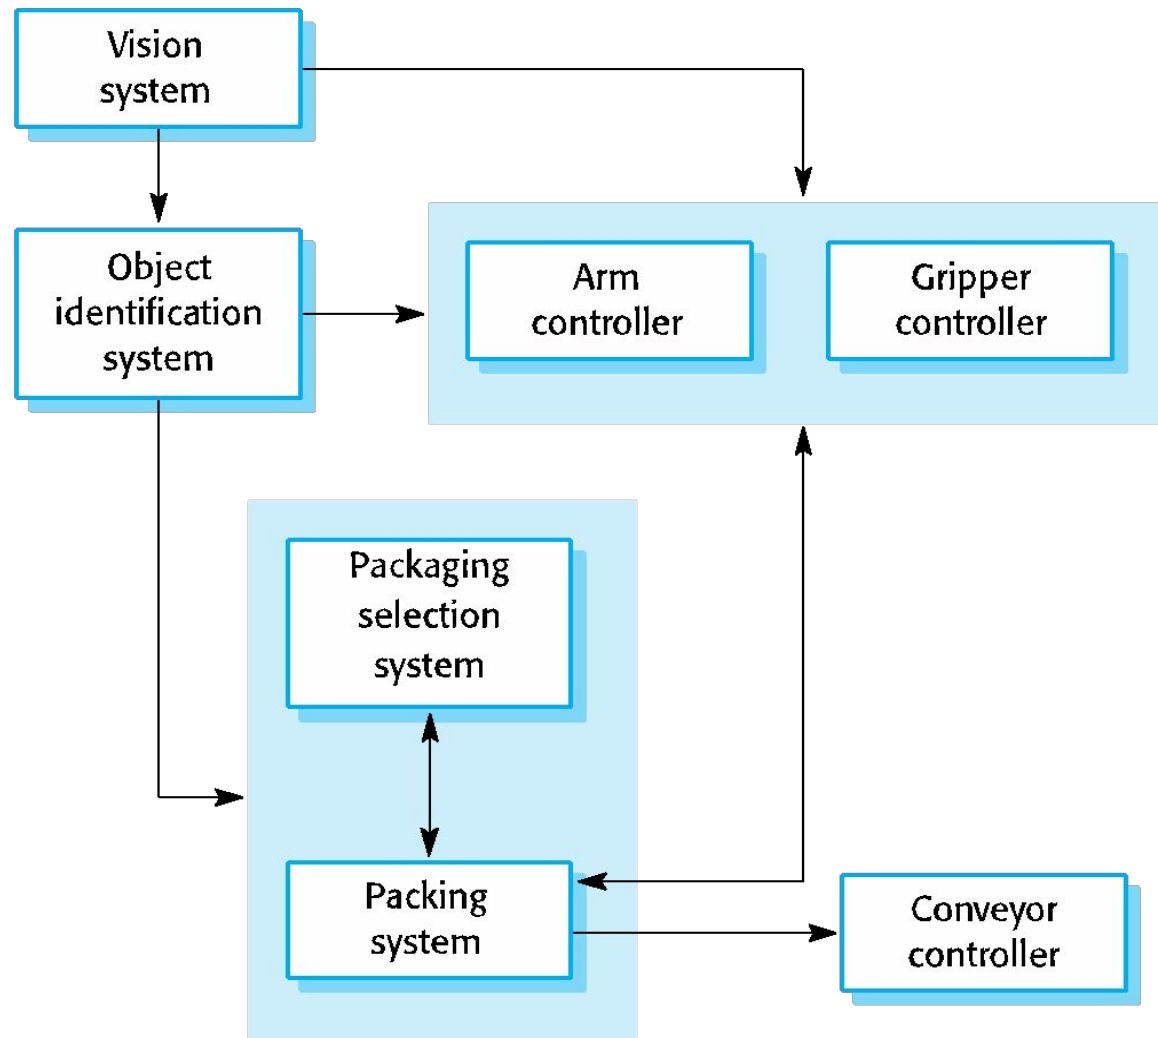 Vision
system
Object
identification
system
Arm
controller
Gripper
controller
Packaging
selection
system
Packing
system
Conveyor
controller